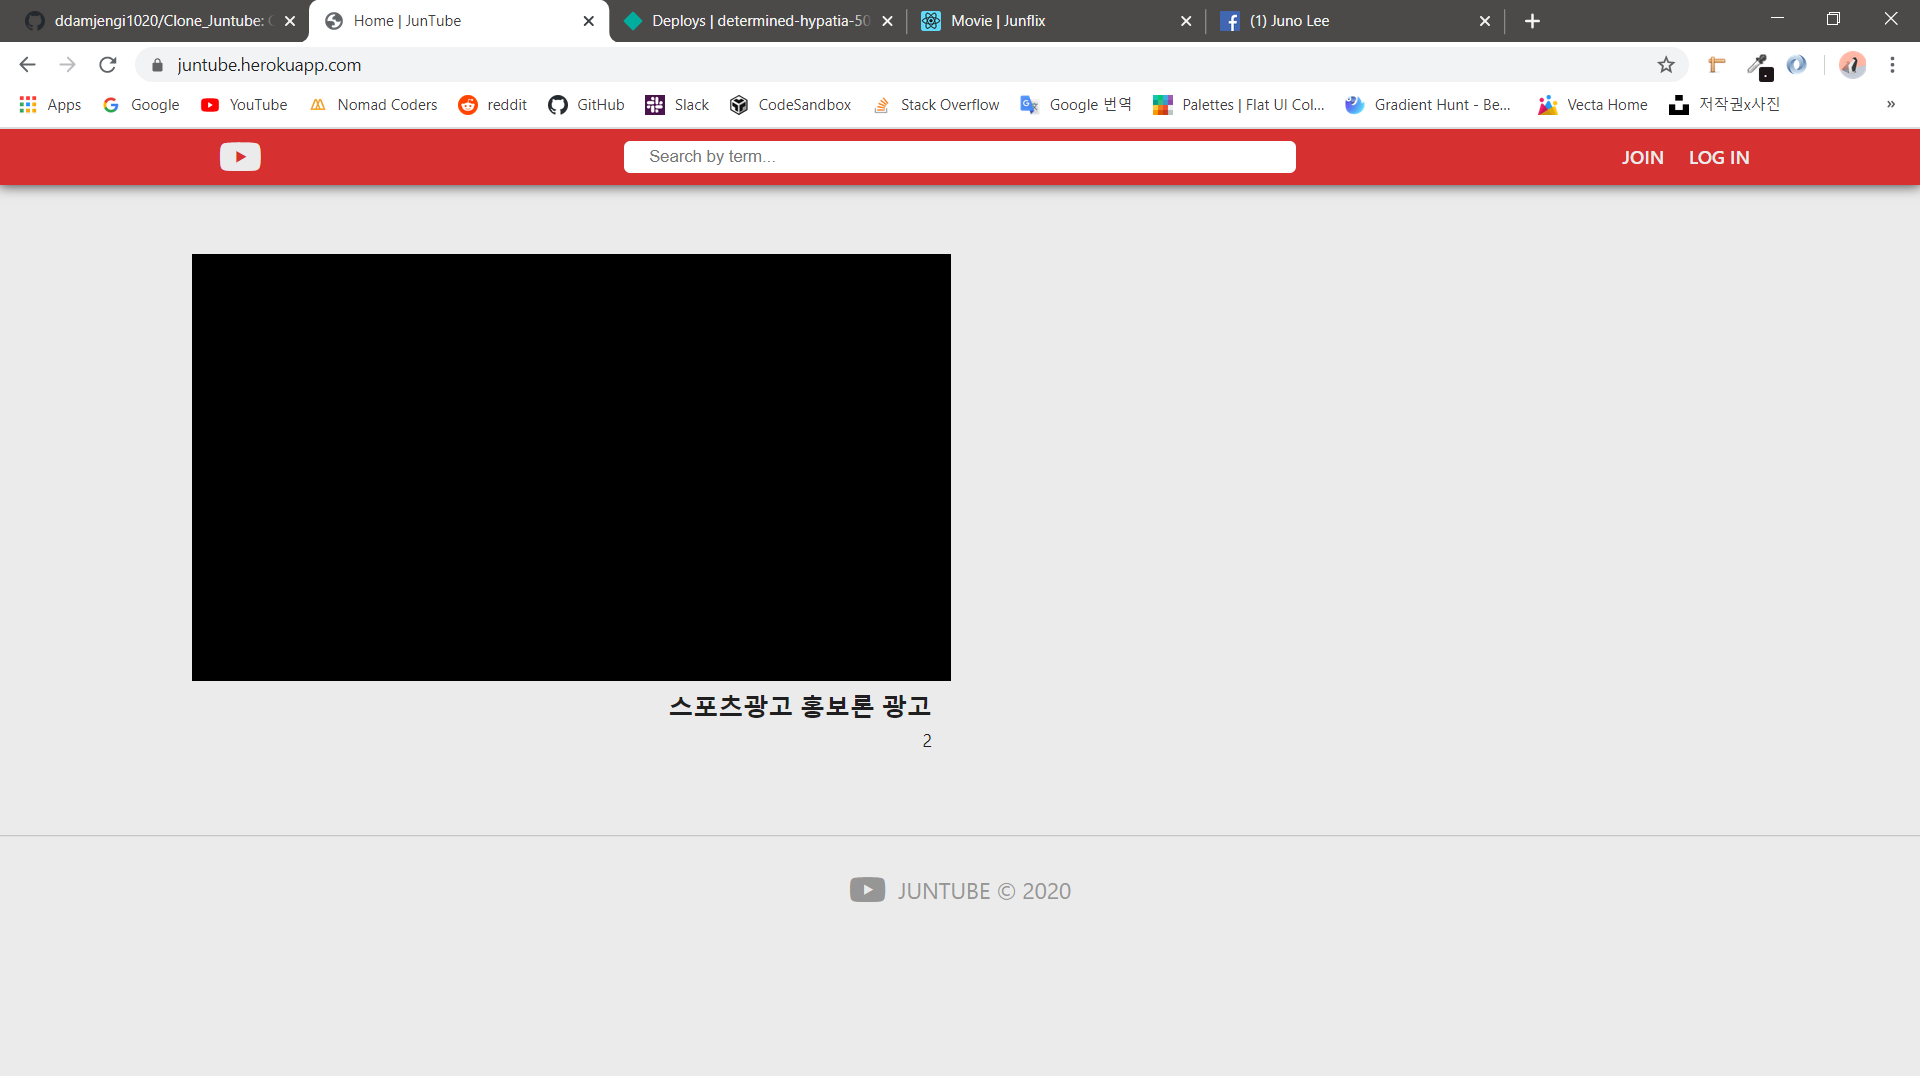 ddamjengi1020/Clone_Juntube: C
Home | JunTube
Deploys | determined-hypatia-50
Movie | Junflix
(1) Juno Lee
juntube.herokuapp.com
Apps
Google
YouTube
Nomad Coders
reddit
GitHub
Slack
CodeSandbox
Stack Overflow
Google 번역
Palettes | Flat UI Col...
Gradient Hunt - Be...
Vecta Home
저작권x사진
»
Search by term...
JOIN
LOG IN
스포츠광고 홍보론 광고
2
JUNTUBE © 2020